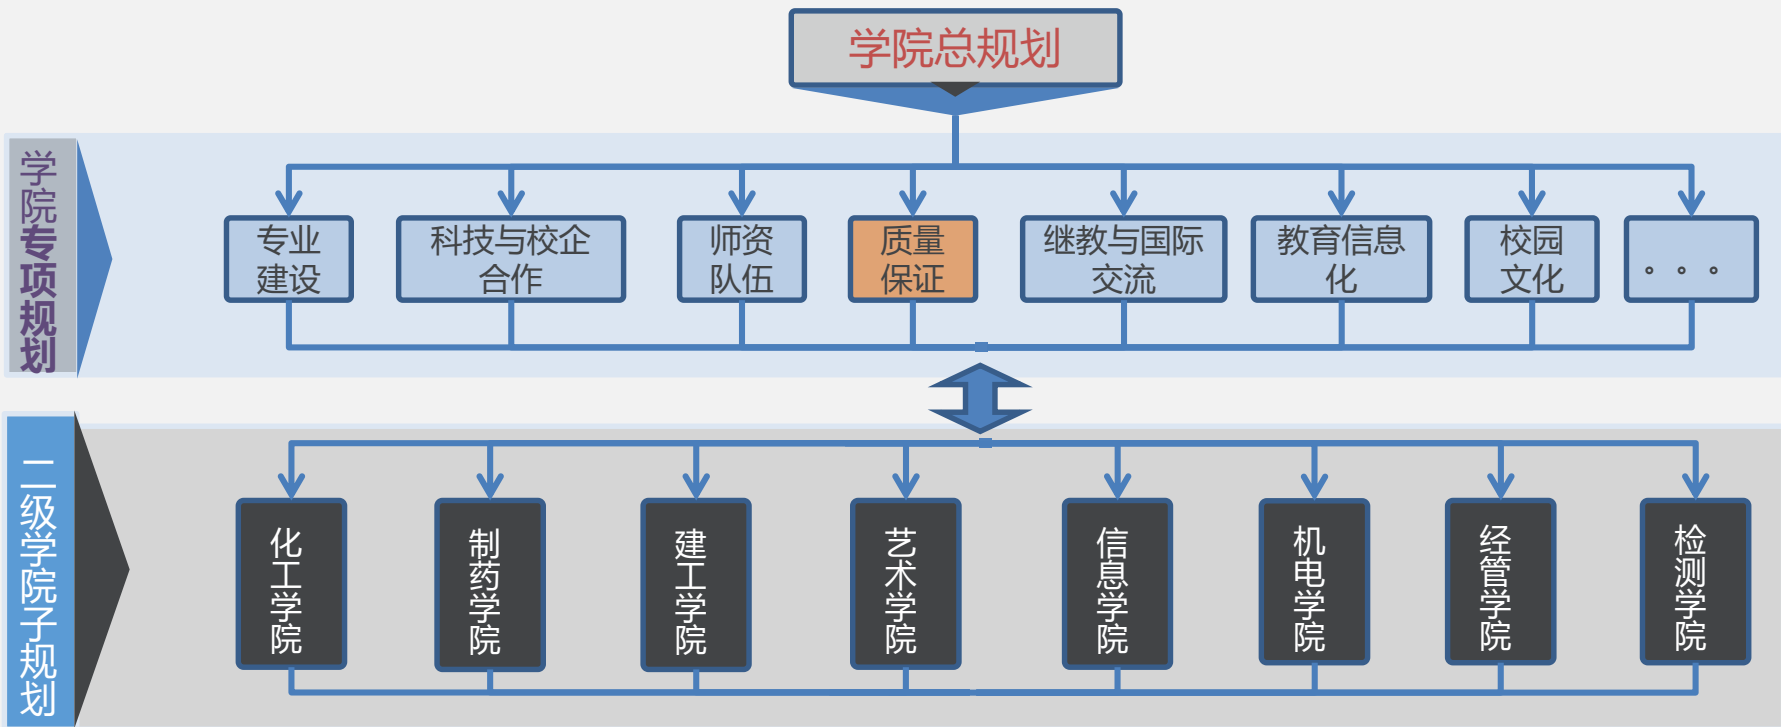 学院总规划
学院专项规划
专业
建设
科技与校企
合作
师资
队伍
质量
保证
继教与国际
交流
教育信息
化
校园
文化
。。。
二级学院子规划
化工学院
制药学院
建工学院
艺术学院
信息学院
机电学院
经管学院
检测学院